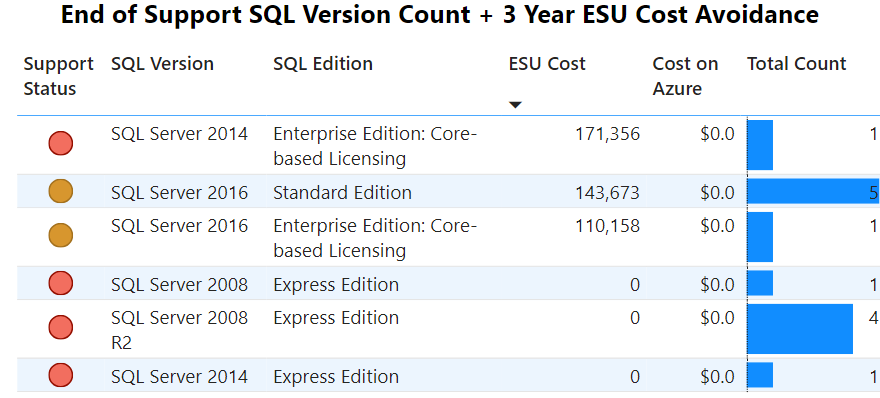 End of Support SQL Version Count + 3 Year ESU Cost Avoidance
Support Status SQL Version SQL Edition ESU Cost Cost on Azure Total Count
SQL Server 2014 Enterprise Edition: Core-based Licensing 171,356 $0.0 1
SQL Server 2016 Standard Edition 143,673 $0.0 5
SQL Server 2016 Enterprise Edition: Core-based Licensing 110,158 $0.0 1
SQL Server 2008 Express Edition 0 $0.0 1
SQL Server 2008 R2 Express Edition 0 $0.0 4
SQL Server 2014 Express Edition 0 $0.0 1